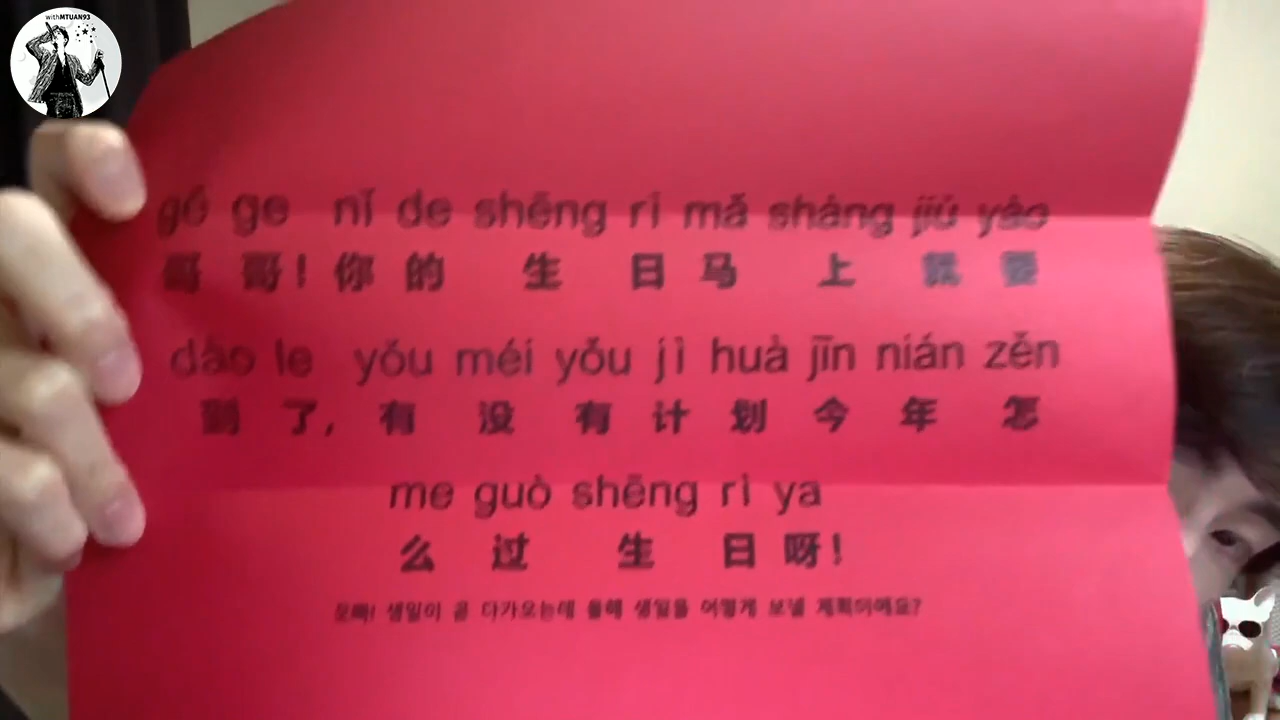 withMTUAN93
gē ge nǐ de shēng rì mǎ shàng jiù yào
哥 哥！你 的 生 日 马 上 就 要
dào le yǒu méi yǒu jì huà jīn nián zěn
到 了，有 没 有 计 划 今 年 怎
me guò shēng rì ya
么 过 生 日 呀！
오빠! 생일이 곧 다가오는데 올해 생일을 어떻게 보낼 계획이에요?